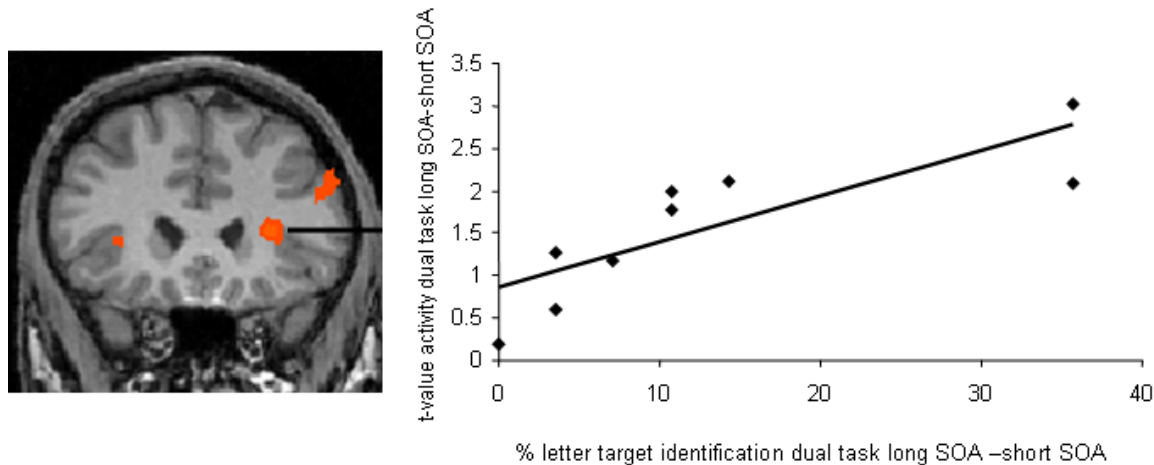 t-value activity dual task long SOA-short SOA
3.5
3
2.5
2
1.5
1
0.5
0
0 10 20 30 40
% letter target identification dual task long SOA –short SOA